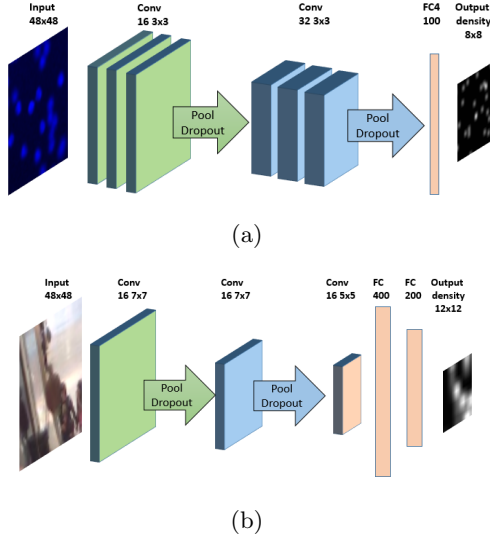 Input
48x48
Conv
16 3x3
Conv
32 3x3
FC4
100
Output
density
8x8
Pool
Dropout
Pool
Dropout
(a)
Input
48x48
Conv
16 7x7
Conv
16 7x7
Conv
16 5x5
FC
400
FC
200
Output
density
12x12
Pool
Dropout
Pool
Dropout
(b)